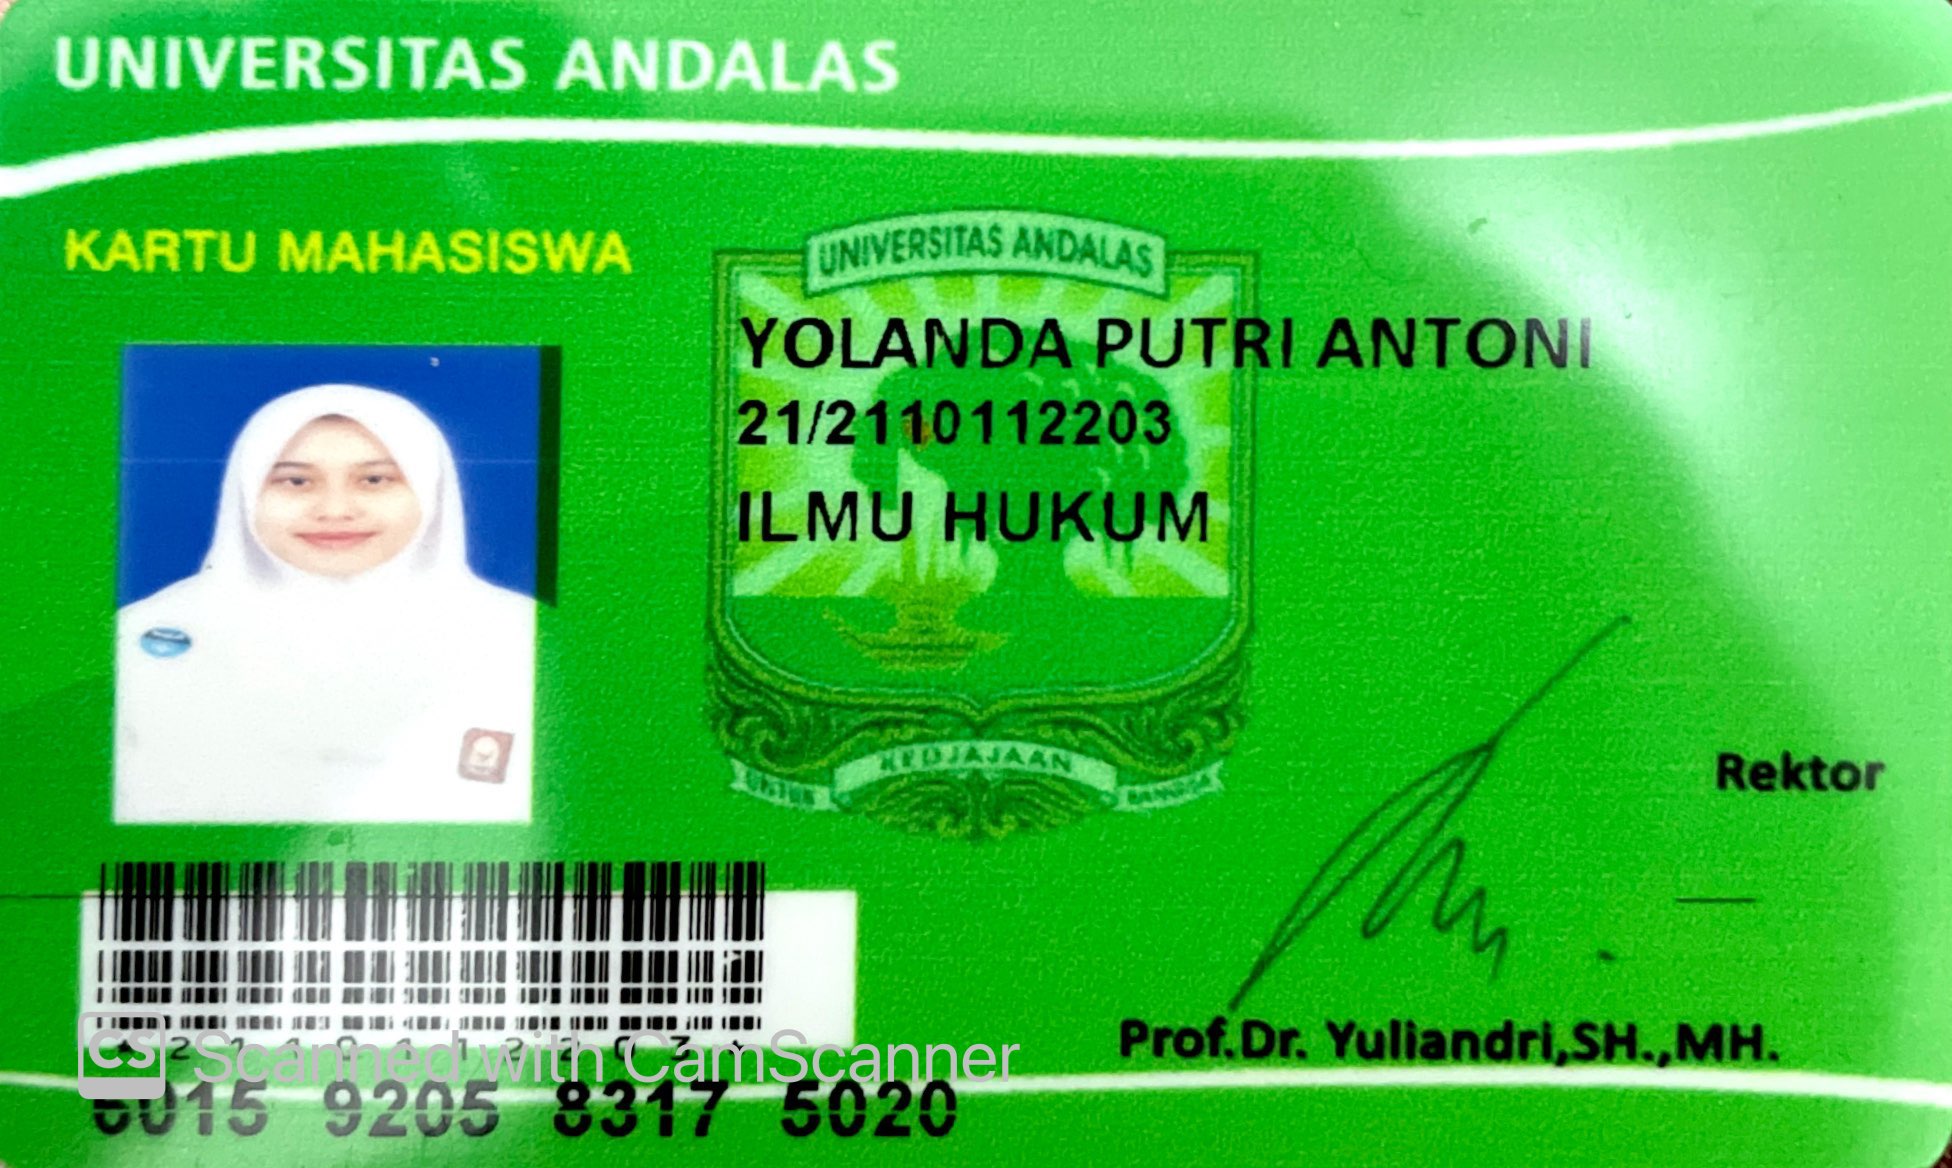 UNIVERSITAS ANDALAS
KARTU MAHASISWA
UNIVERSITAS ANDALAS
YOLANDA PUTRI ANTONI
21/2110112203
ILMU HUKUM
UNTUK KEDJAJAAN BANGSA
Rektor
Prof.Dr. Yuliandri,SH.,MH.
*2110112203*
CS Scanned with CamScanner
6015 9205 8317 5020